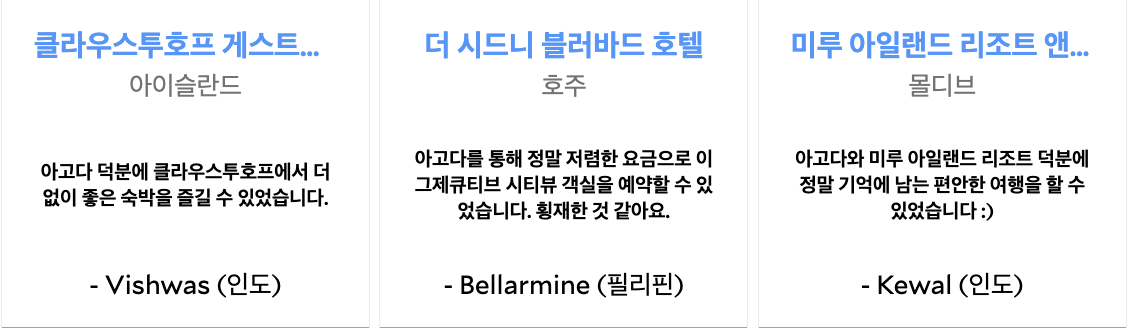 클라우스투호프 게스트...
아이슬란드
아고다 덕분에 클라우스투호프에서 더
없이 좋은 숙박을 즐길 수 있었습니다.
- Vishwas (인도)
더 시드니 블러바드 호텔
호주
아고다를 통해 정말 저렴한 요금으로 이
그제큐티브 시티뷰 객실을 예약할 수 있
었습니다. 횡재한 것 같아요.
- Bellarmine (필리핀)
미루 아일랜드 리조트 앤...
몰디브
아고다와 미루 아일랜드 리조트 덕분에
정말 기억에 남는 편안한 여행을 할 수
있었습니다 :)
- Kewal (인도)